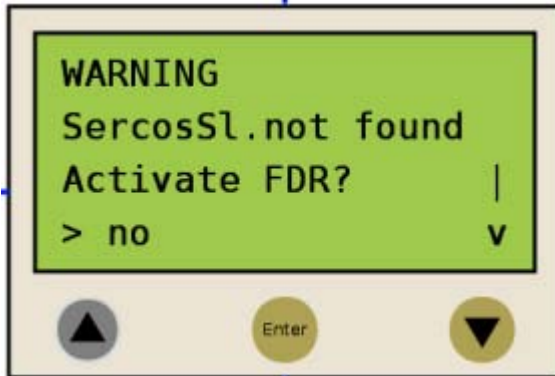 WARNING
SercosSl.not found
Activate FDR? |
> no v
Enter